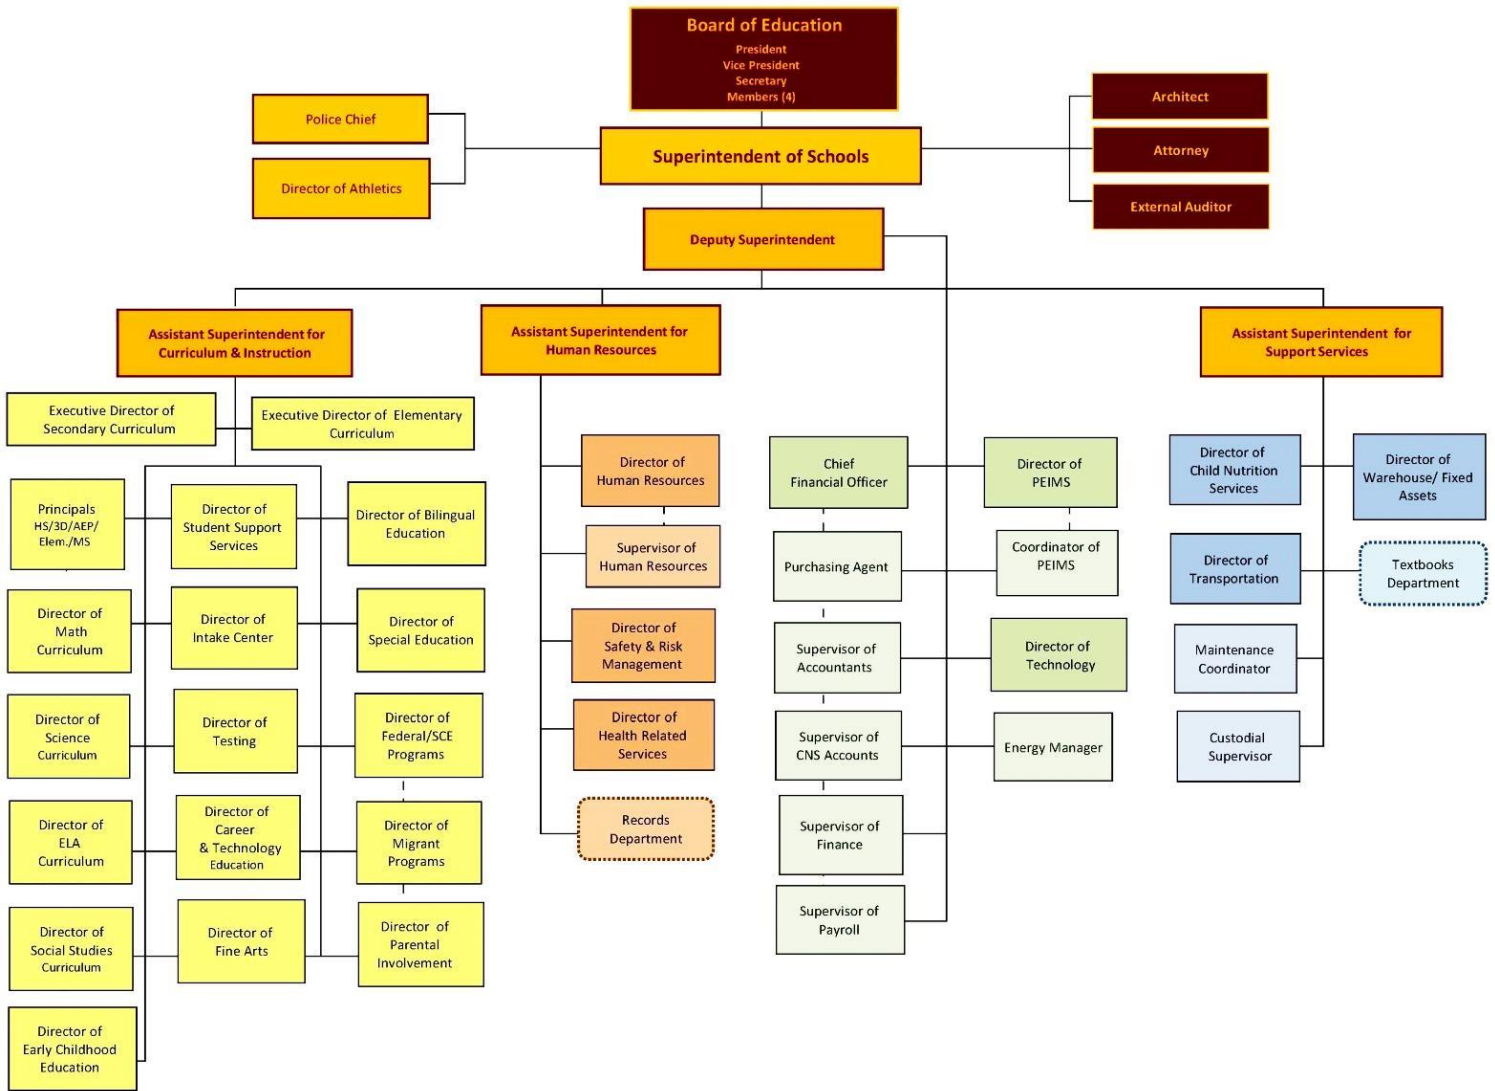 Board of Education
President
Vice President
Secretary
Members (4)
Police Chief
Director of Athletics
Superintendent of Schools
Architect
Attorney
External Auditor
Deputy Superintendent
Assistant Superintendent for
Curriculum & Instruction
Assistant Superintendent for
Human Resources
Assistant Superintendent for
Support Services
Executive Director of
Secondary Curriculum
Executive Director of Elementary
Curriculum
Principals
HS/3D/AEP/
Elem./MS
Director of
Student Support
Services
Director of Bilingual
Education
Director of
Math
Curriculum
Director of
Intake Center
Director of
Special Education
Director of
Science
Curriculum
Director of
Testing
Director of
Federal/SCE
Programs
Director of
ELA
Curriculum
Director of
Career
& Technology
Education
Director of
Migrant
Programs
Director of
Social Studies
Curriculum
Director of
Fine Arts
Director of
Parental
Involvement
Director of
Early Childhood
Education
Director of
Human Resources
Supervisor of
Human Resources
Director of
Safety & Risk
Management
Director of
Health Related
Services
Records
Department
Chief
Financial Officer
Director of
PEIMS
Purchasing Agent
Coordinator of
PEIMS
Supervisor of
Accountants
Director of
Technology
Supervisor of
CNS Accounts
Energy Manager
Supervisor of
Finance
Supervisor of
Payroll
Director of
Child Nutrition
Services
Director of
Warehouse/ Fixed
Assets
Director of
Transportation
Textbooks
Department
Maintenance
Coordinator
Custodial
Supervisor